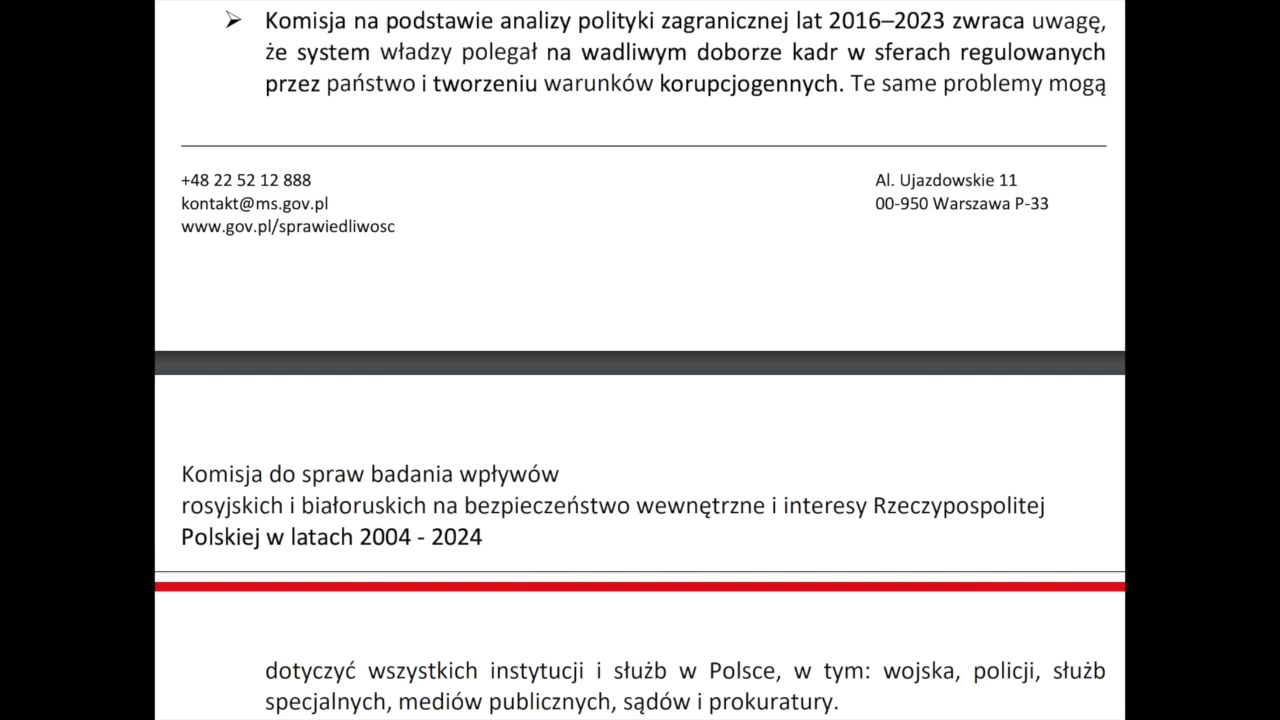 ➢ Komisja na podstawie analizy polityki zagranicznej lat 2016–2023 zwraca uwagę,
że system władzy polegał na wadliwym doborze kadr w sferach regulowanych
przez państwo i tworzeniu warunków korupcjogennych. Te same problemy mogą
+48 22 52 12 888
kontakt@ms.gov.pl
www.gov.pl/sprawiedliwosc
Al. Ujazdowskie 11
00-950 Warszawa P-33
Komisja do spraw badania wpływów
rosyjskich i białoruskich na bezpieczeństwo wewnętrzne i interesy Rzeczypospolitej
Polskiej w latach 2004 - 2024
dotyczyć wszystkich instytucji i służb w Polsce, w tym: wojska, policji, służb
specjalnych, mediów publicznych, sądów i prokuratury.